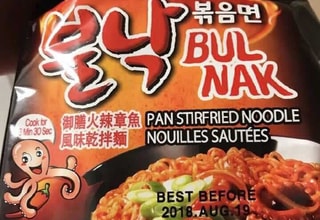 불낙
볶음면
BUL
NAK
Cook for
3 Min 30 Sec
御膳火辣章魚
風味乾拌麵
PAN STIRFRIED NOODLE
NOUILLES SAUTÉES
BEST BEFORE
2018.AUG.19